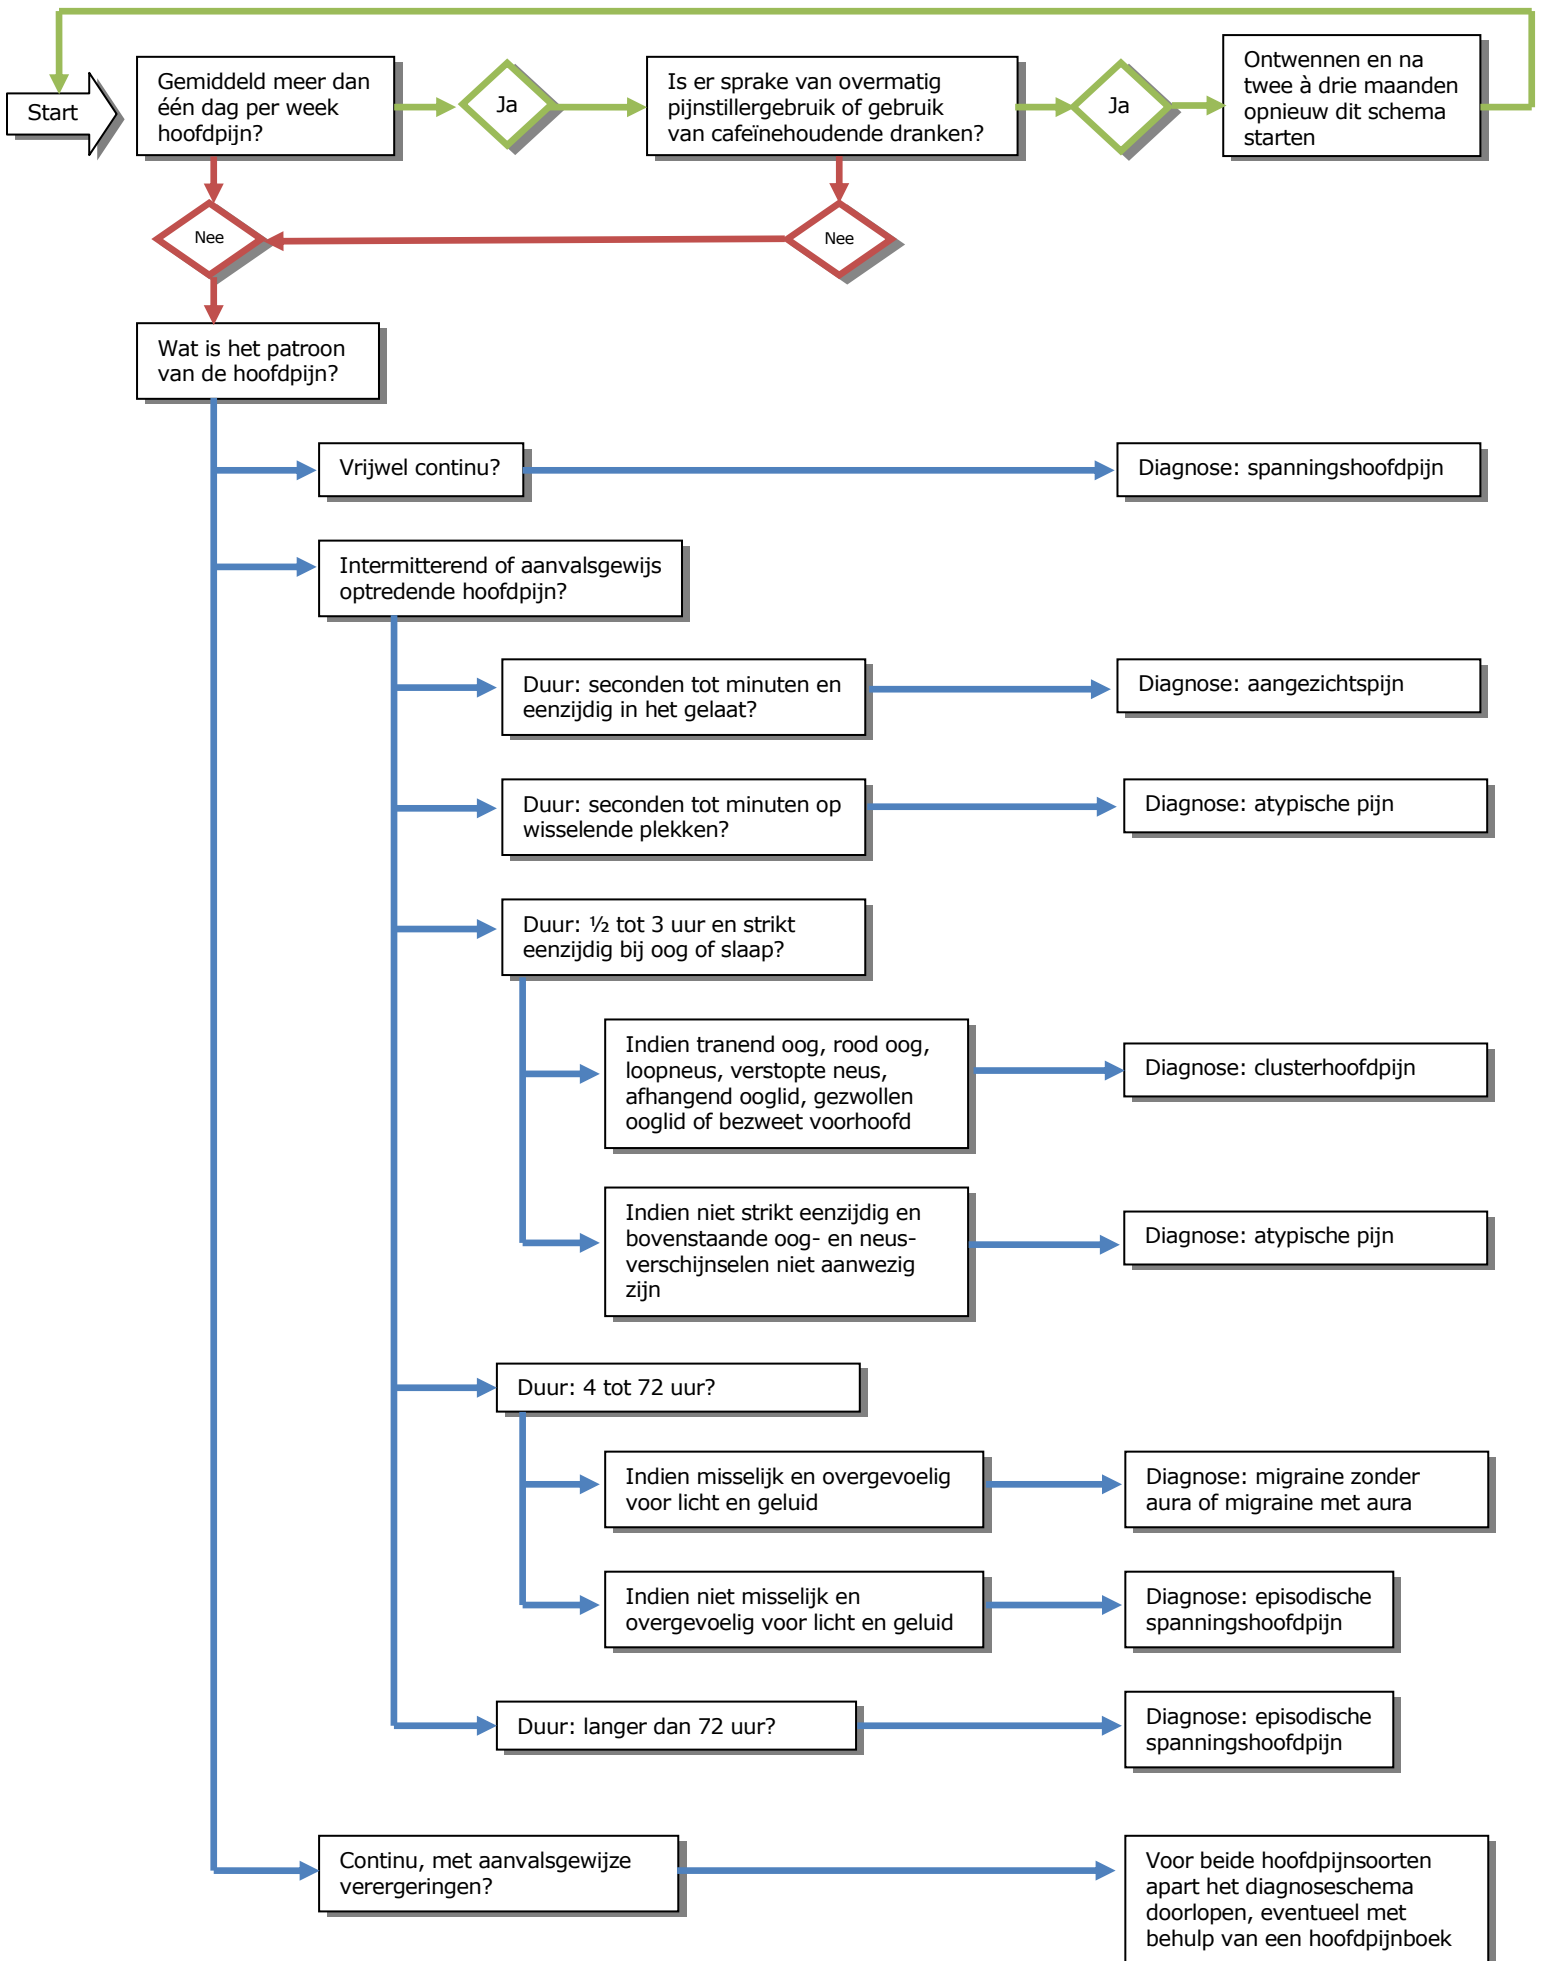 Start
Gemiddeld meer dan
één dag per week
hoofdpijn?
Ja
Is er sprake van overmatig
pijnstillergebruik of gebruik
van cafeïnehoudende dranken?
Ja
Ontwennen en na
twee à drie maanden
opnieuw dit schema
starten
Nee
Nee
Wat is het patroon
van de hoofdpijn?
Vrijwel continu?
Diagnose: spanningshoofdpijn
Intermitterend of aanvalsgewijs
optredende hoofdpijn?
Duur: seconden tot minuten en
eenzijdig in het gelaat?
Diagnose: aangezichtspijn
Duur: seconden tot minuten op
wisselende plekken?
Diagnose: atypische pijn
Duur: ½ tot 3 uur en strikt
eenzijdig bij oog of slaap?
Indien tranend oog, rood oog,
loopneus, verstopte neus,
afhangend ooglid, gezwollen
ooglid of bezweet voorhoofd
Diagnose: clusterhoofdpijn
Indien niet strikt eenzijdig en
bovenstaande oog- en neus-
verschijnselen niet aanwezig
zijn
Diagnose: atypische pijn
Duur: 4 tot 72 uur?
Indien misselijk en overgevoelig
voor licht en geluid
Diagnose: migraine zonder
aura of migraine met aura
Indien niet misselijk en
overgevoelig voor licht en geluid
Diagnose: episodische
spanningshoofdpijn
Duur: langer dan 72 uur?
Diagnose: episodische
spanningshoofdpijn
Continu, met aanvalsgewijze
verergeringen?
Voor beide hoofdpijnsoorten
apart het diagnoseschema
doorlopen, eventueel met
behulp van een hoofdpijnboek